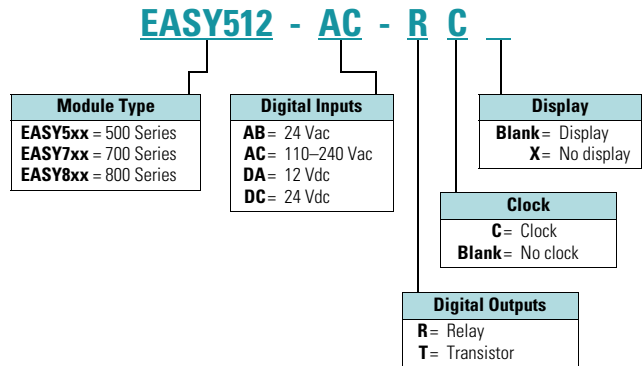 EASY512 - AC - R C _
Module Type
EASY5xx = 500 Series
EASY7xx = 700 Series
EASY8xx = 800 Series
Digital Inputs
AB = 24 Vac
AC = 110–240 Vac
DA = 12 Vdc
DC = 24 Vdc
Display
Blank = Display
X = No display
Clock
C = Clock
Blank = No clock
Digital Outputs
R = Relay
T = Transistor